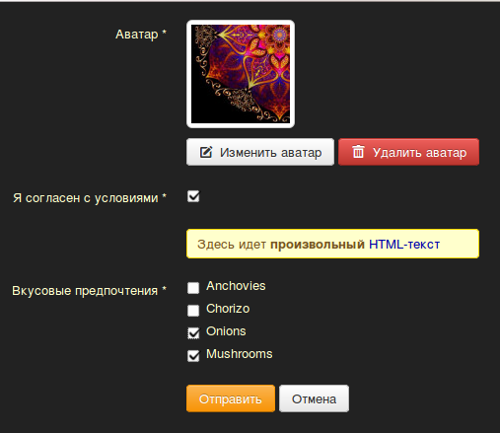 Аватар *
Изменить аватар
Удалить аватар
Я согласен с условиями *
Здесь идет произвольный HTML-текст
Вкусовые предпочтения *
Anchovies
Chorizo
Onions
Mushrooms
Отправить
Отмена